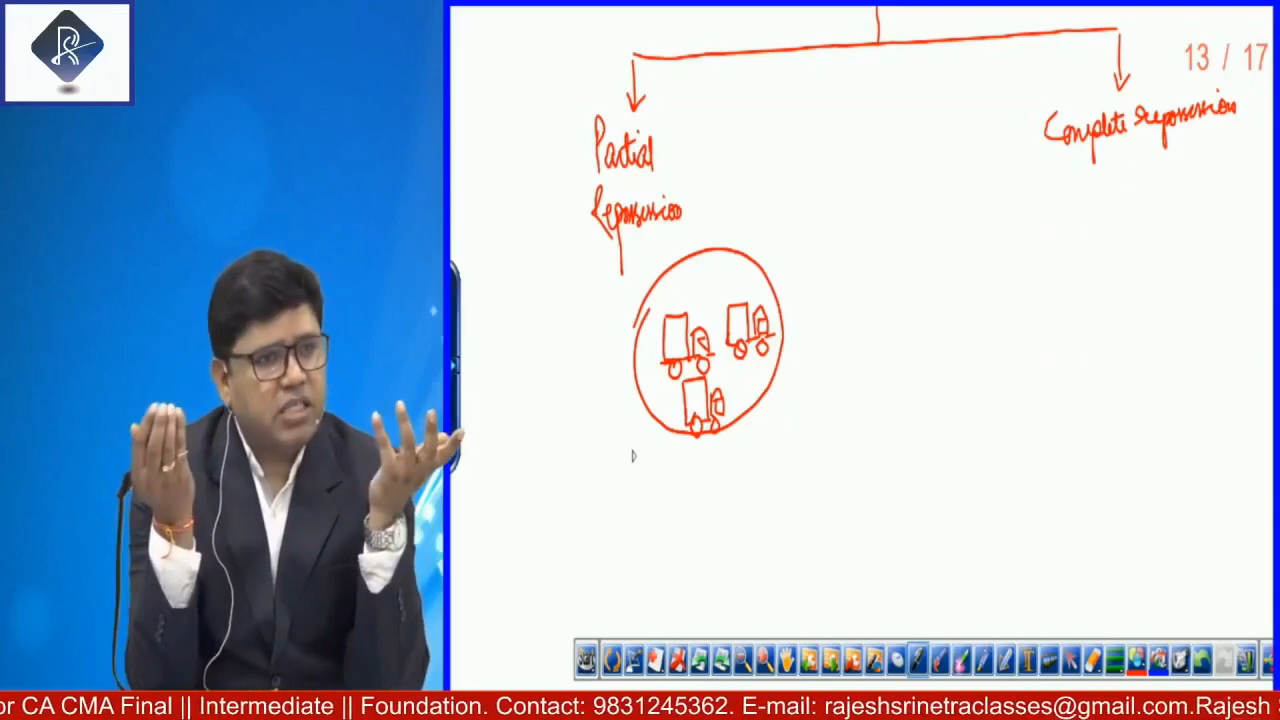 13 / 17
Partial
Repossession
Complete repossession
or CA CMA Final || Intermediate || Foundation. Contact: 9831245362. E-mail: rajeshsrinetraclasses@gmail.com.Rajesh